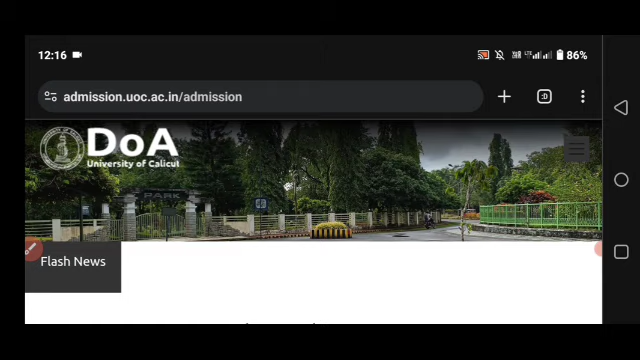 12:16
86%
admission.uoc.ac.in/admission
:D
DoA
University of Calicut
PARK
Flash News